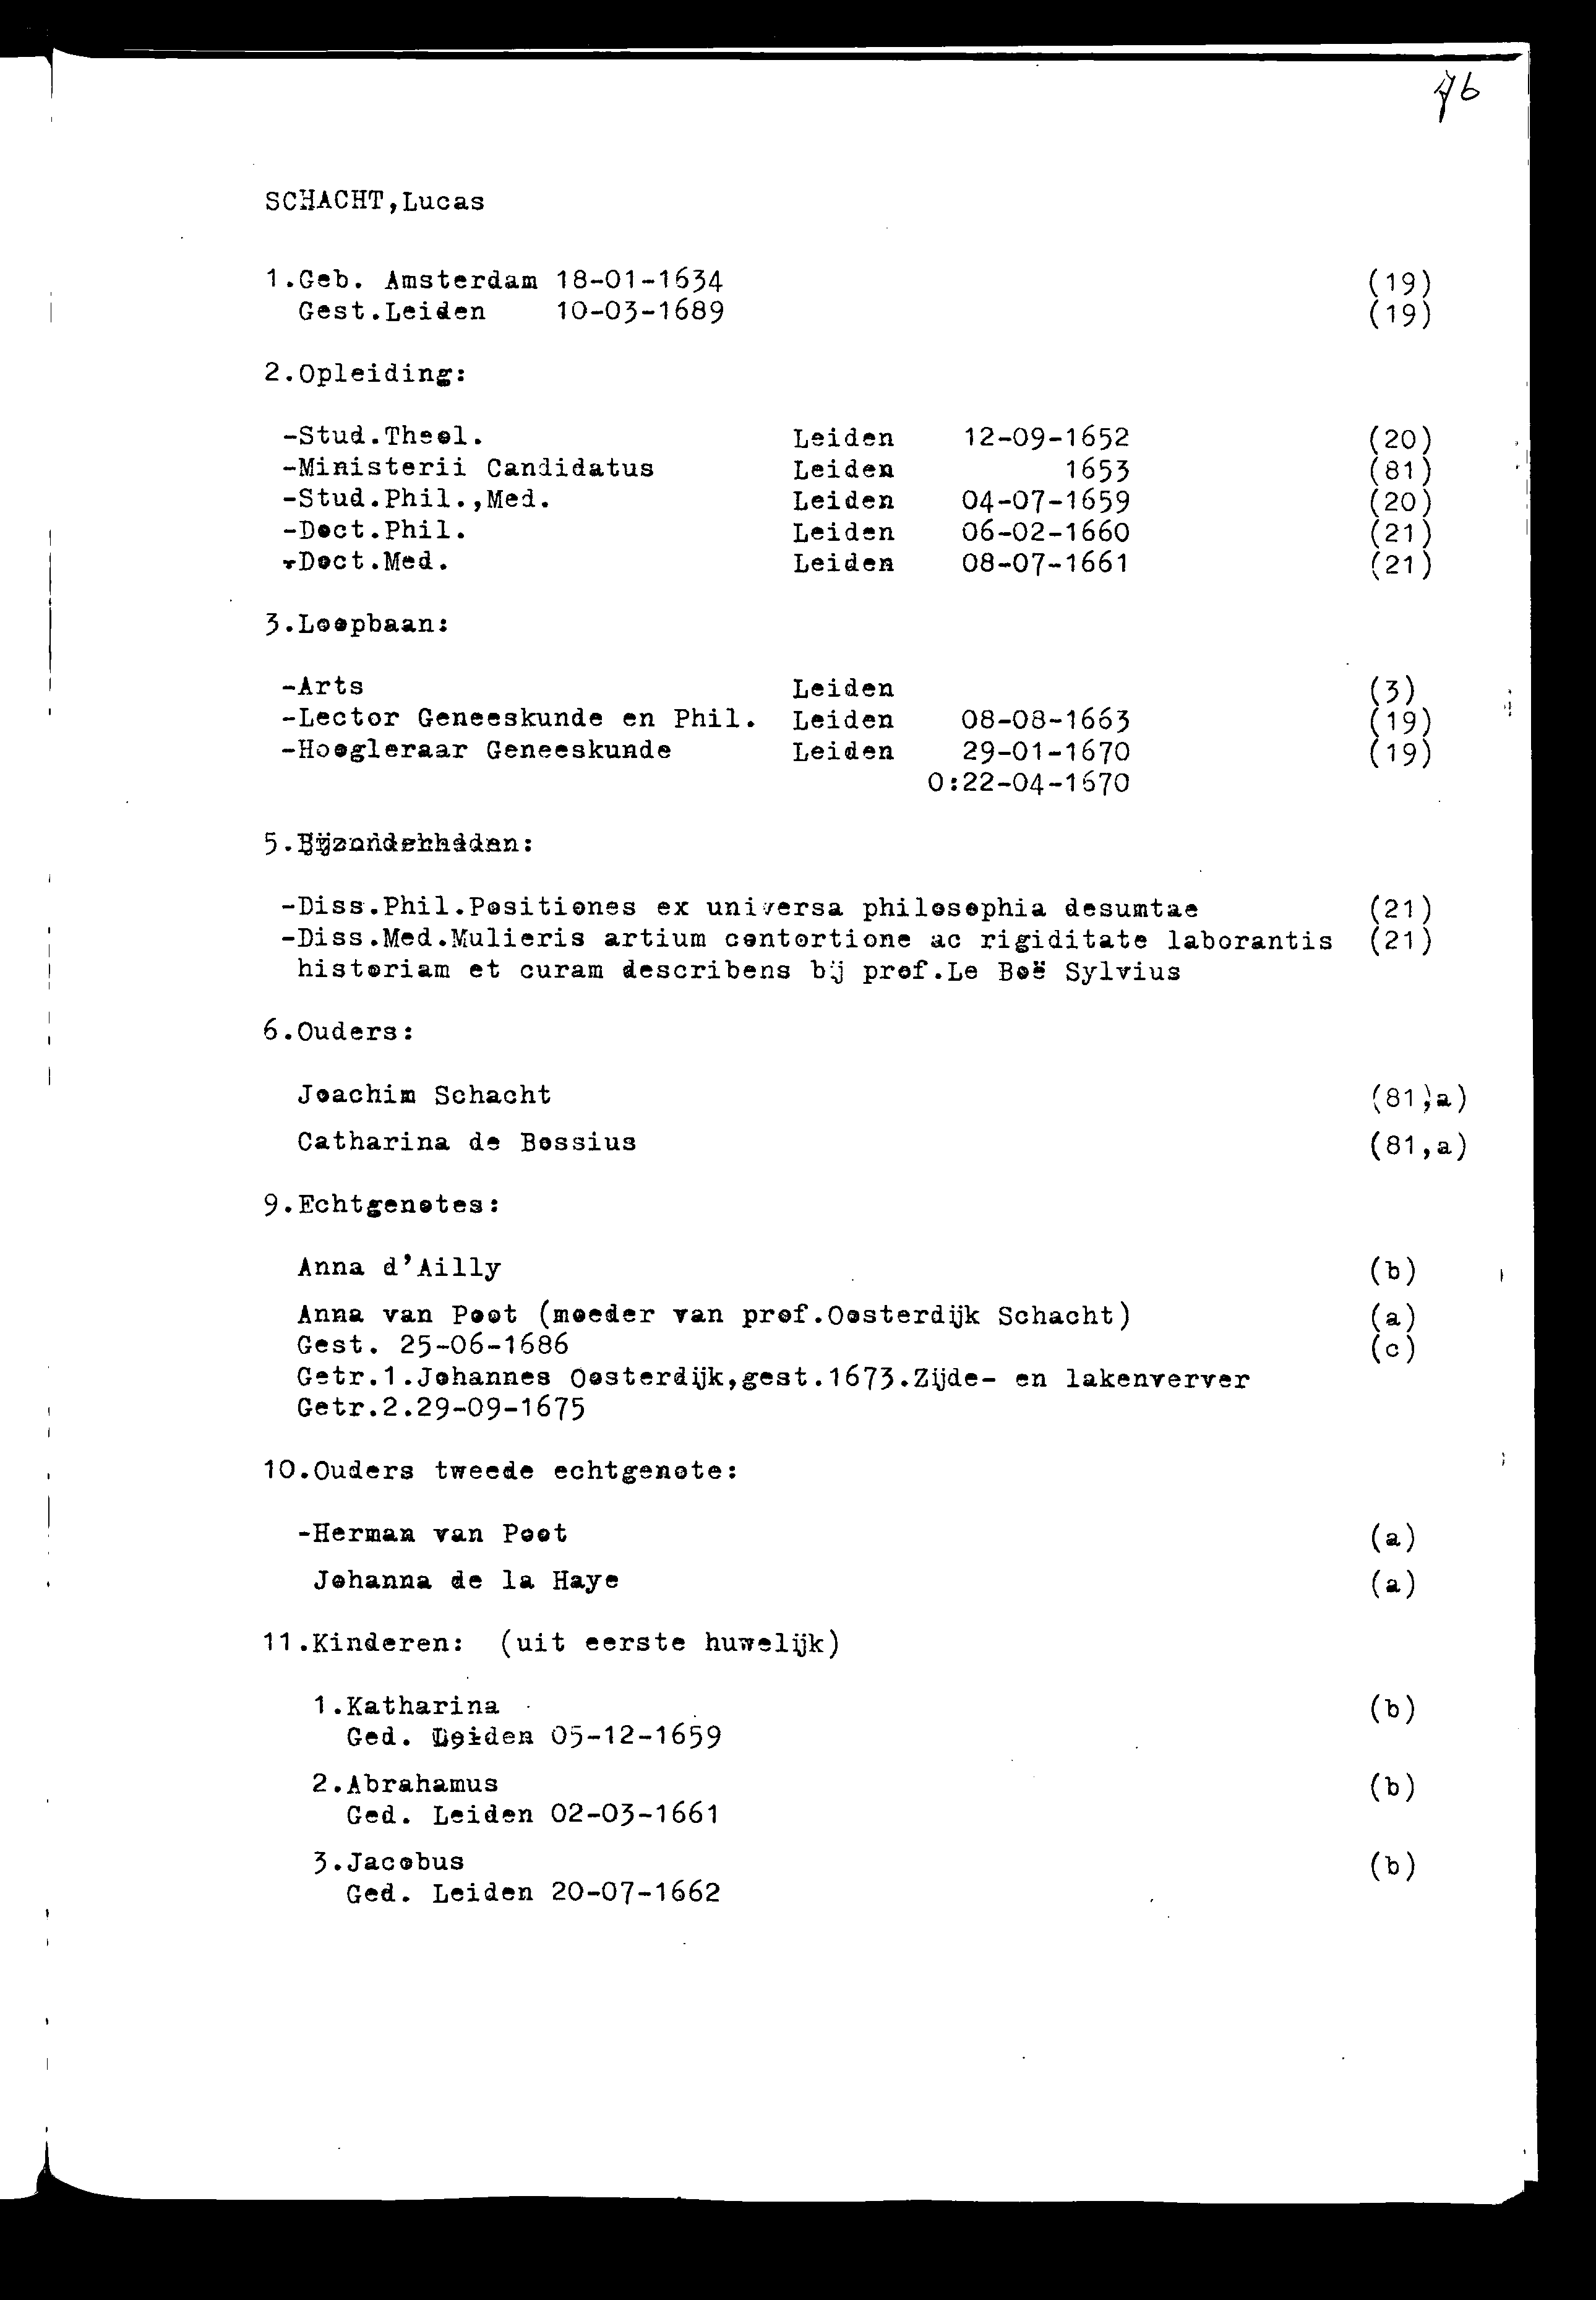 76
SCHACHT,Lucas
1.Geb. Amsterdam 18-01-1634 (19)
Gest.Leiden 10-03-1689 (19)
2.Opleiding:
-Stud.Theol. Leiden 12-09-1652 (20)
-Ministerii Candidatus Leiden 1653 (81)
-Stud.Phil.,Med. Leiden 04-07-1659 (20)
-Doct.Phil. Leiden 06-02-1660 (21)
-Doct.Med. Leiden 08-07-1661 (21)
3.Loopbaan:
-Arts Leiden (3)
-Lector Geneeskunde en Phil. Leiden 08-08-1663 (19)
-Hoogleraar Geneeskunde Leiden 29-01-1670 (19)
O:22-04-1670
5.Bijzonderheden:
-Diss.Phil.Positiones ex universa philosophia desumtae (21)
-Diss.Med.Mulieris artium contortione ac rigiditate laborantis (21)
historiam et curam describens bij prof.Le Boë Sylvius
6.Ouders:
Joachim Schacht (81,a)
Catharina de Bossius (81,a)
9.Echtgenotes:
Anna d'Ailly (b)
Anna van Poot (moeder van prof.Oosterdijk Schacht) (a)
Gest. 25-06-1686 (c)
Getr.1.Johannes Oosterdijk,gest.1673.Zijde- en lakenverver
Getr.2.29-09-1675
10.Ouders tweede echtgenote:
-Herman van Poot (a)
Johanna de la Haye (a)
11.Kinderen: (uit eerste huwelijk)
1.Katharina (b)
Ged. Leiden 05-12-1659
2.Abrahamus (b)
Ged. Leiden 02-03-1661
3.Jacobus (b)
Ged. Leiden 20-07-1662